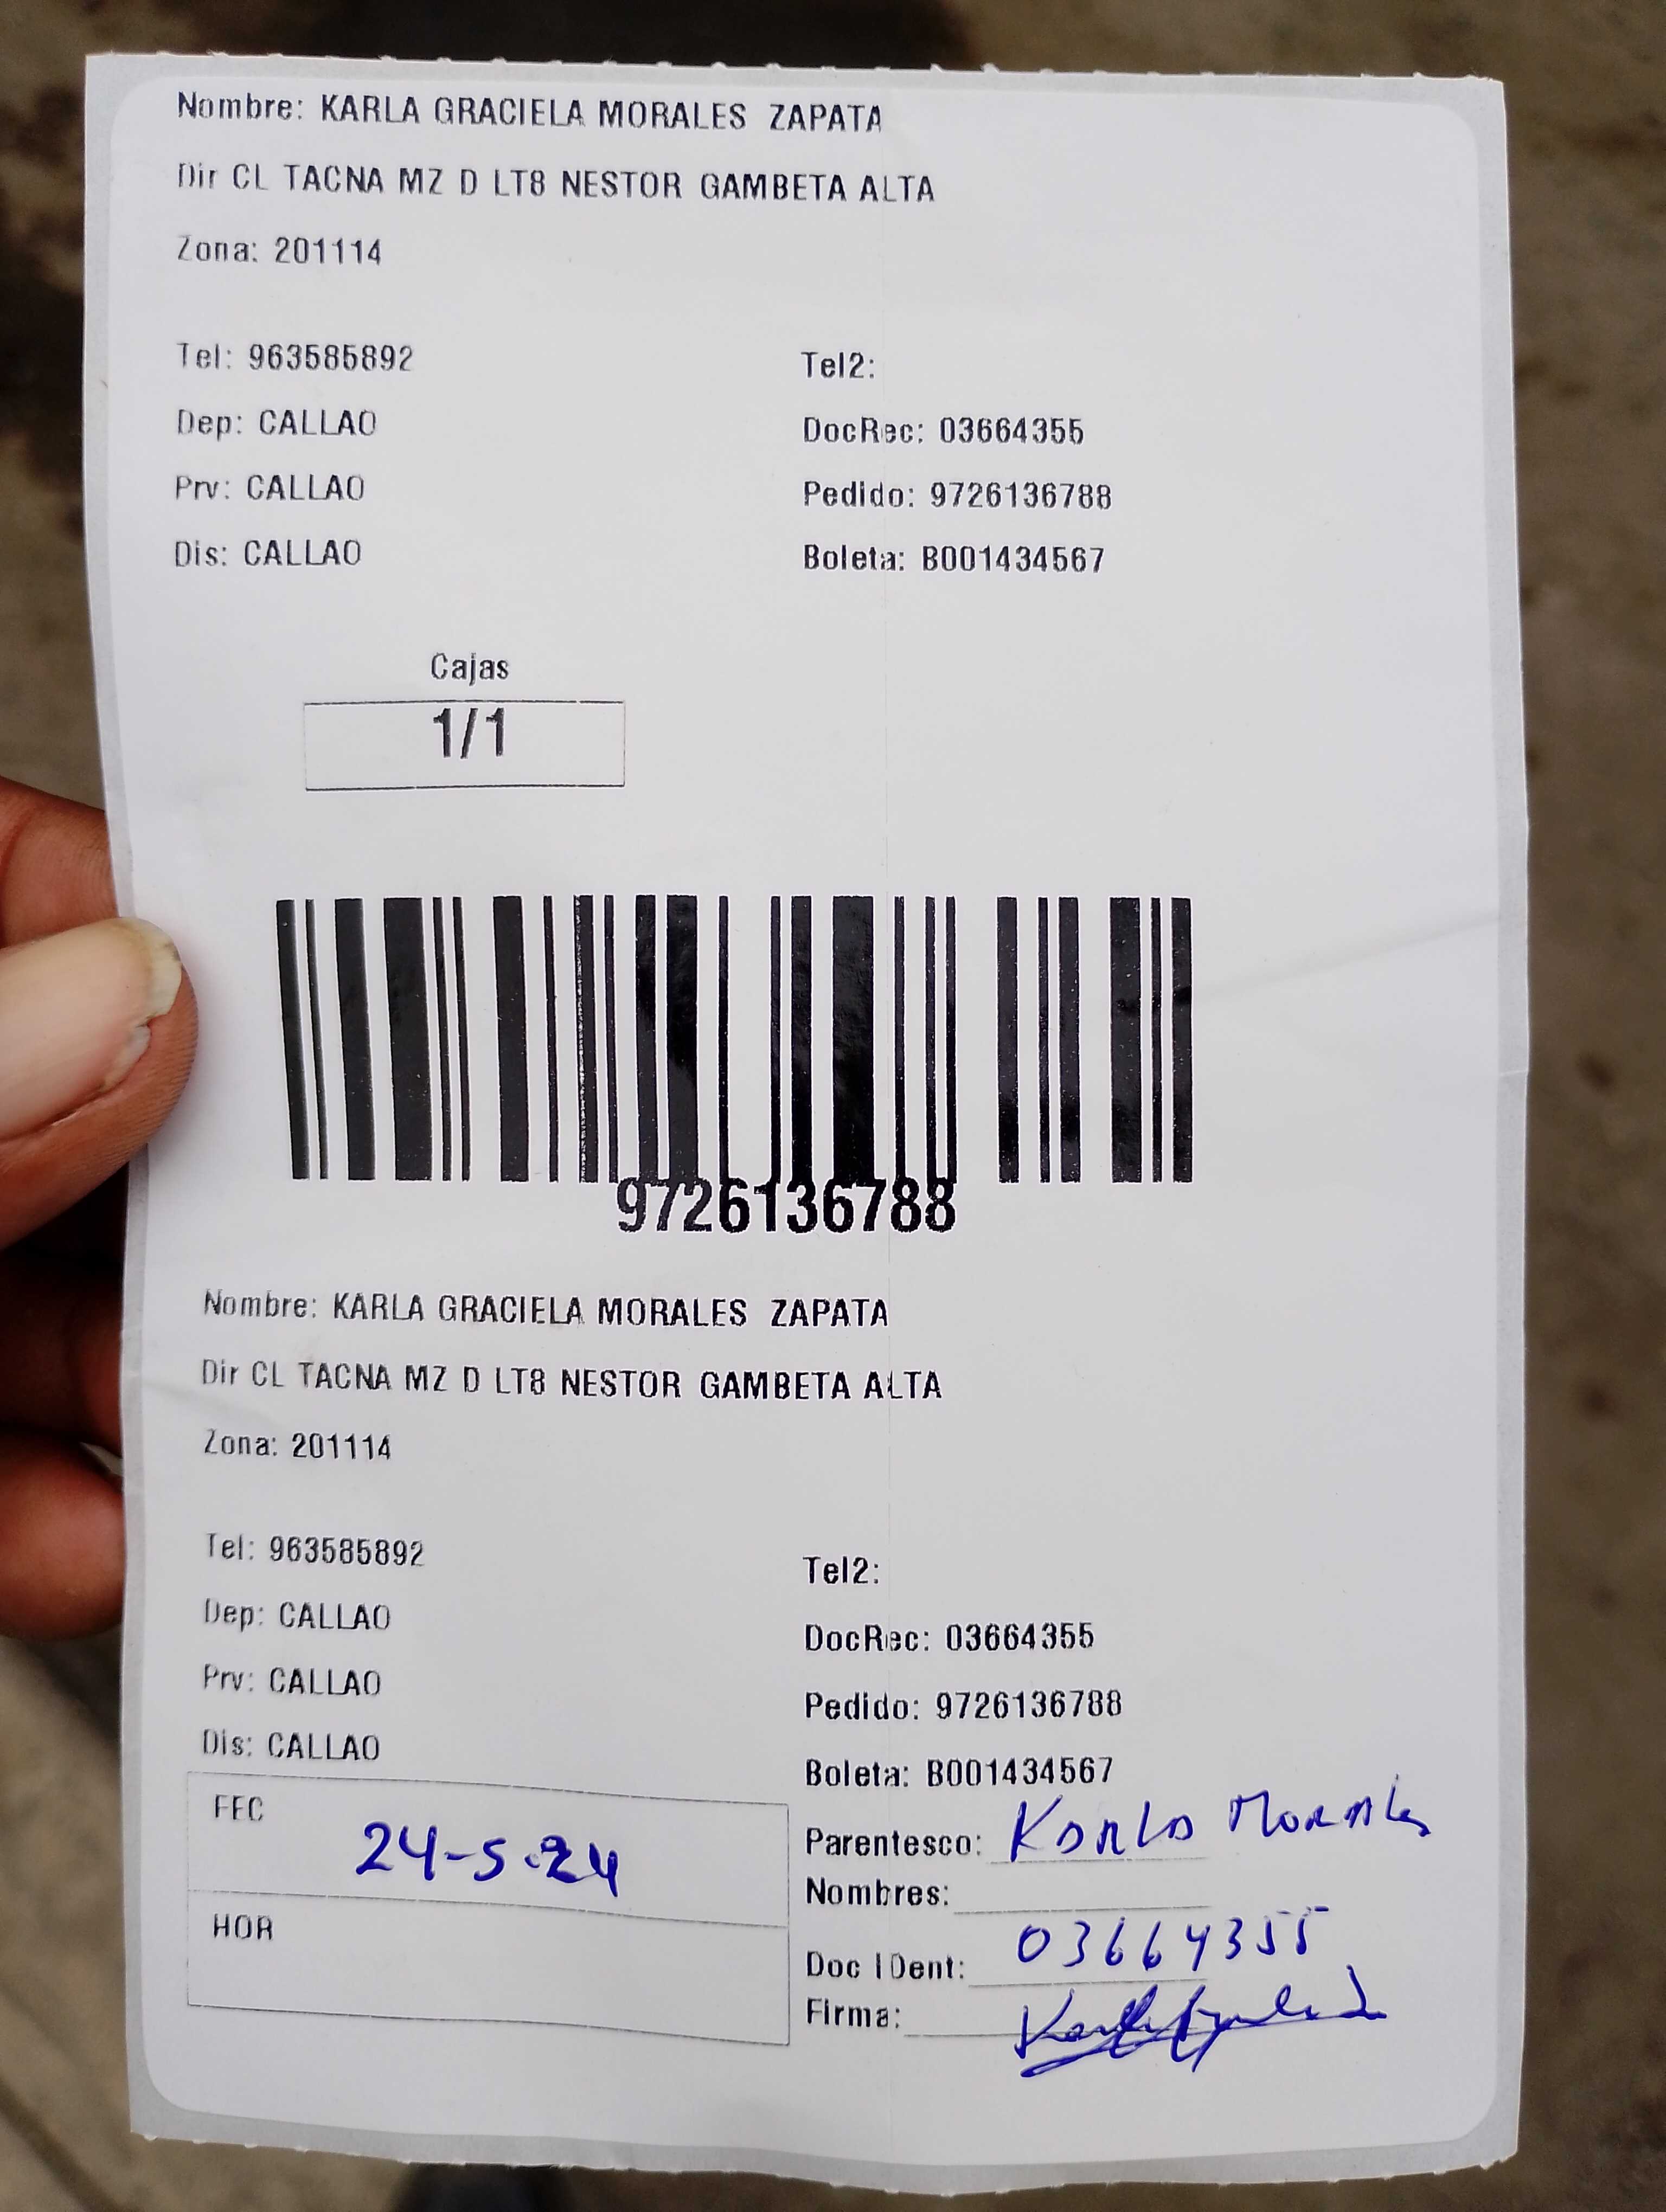 Nombre: KARLA GRACIELA MORALES ZAPATA
Dir CL TACNA MZ D LT8 NESTOR GAMBETA ALTA
Zona: 201114
Tel: 963585892
Tel2:
Dep: CALLAO
DocRec: 03664355
Prv: CALLAO
Pedido: 9726136788
Dis: CALLAO
Boleta: B001434567
Cajas
1/1
9726136788
Nombre: KARLA GRACIELA MORALES ZAPATA
Dir CL TACNA MZ D LT8 NESTOR GAMBETA ALTA
Zona: 201114
Tel: 963585892
Tel2:
Dep: CALLAO
DocRec: 03664355
Prv: CALLAO
Pedido: 9726136788
Dis: CALLAO
Boleta: B001434567
FEC
24-5-24
Parentesco: Karla Morales
Nombres:
HOR
Doc IDent: 03664355
Firma: